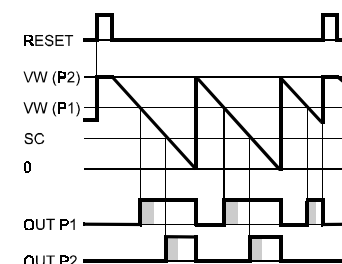 RESET
VW (P2)
VW (P1)
SC
0
OUT P1
OUT P2